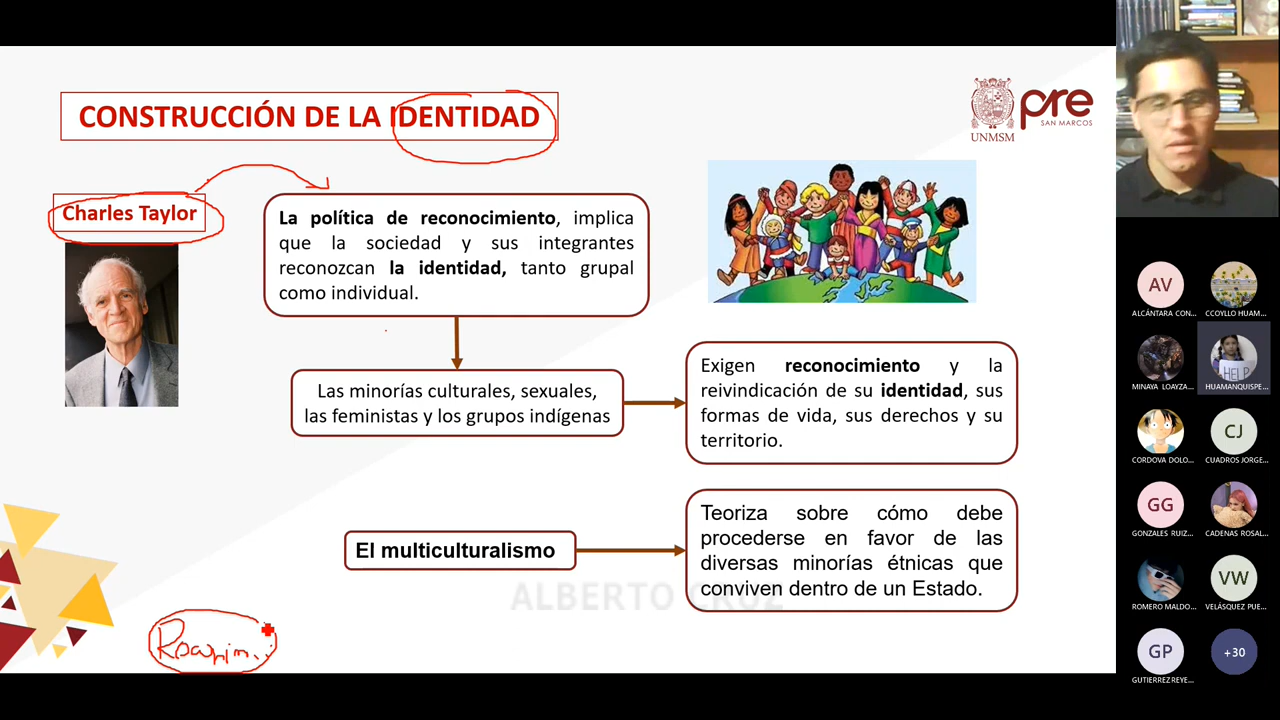 CONSTRUCCIÓN DE LA IDENTIDAD
UNMSM
pre
SAN MARCOS
Charles Taylor
La política de reconocimiento, implica
que la sociedad y sus integrantes
reconozcan la identidad, tanto grupal
como individual.
Las minorías culturales, sexuales,
las feministas y los grupos indígenas
Exigen reconocimiento y la
reivindicación de su identidad, sus
formas de vida, sus derechos y su
territorio.
El multiculturalismo
Teoriza sobre cómo debe
procederse en favor de las
diversas minorías étnicas que
conviven dentro de un Estado.
ALBERTO CRUZ
AV
ALCÁNTARA CON...
CCOYLLO HUAM...
MINAYA LOAYZA...
HELP
HUAMANQUISPE...
CORDOVA DOLO...
CJ
CUADROS JORGE...
GG
GONZALES RUIZ...
CADENAS ROSAL...
ROMERO MALDO...
VW
VELÁSQUEZ PUE...
GP
GUTIERREZ REYE...
+30